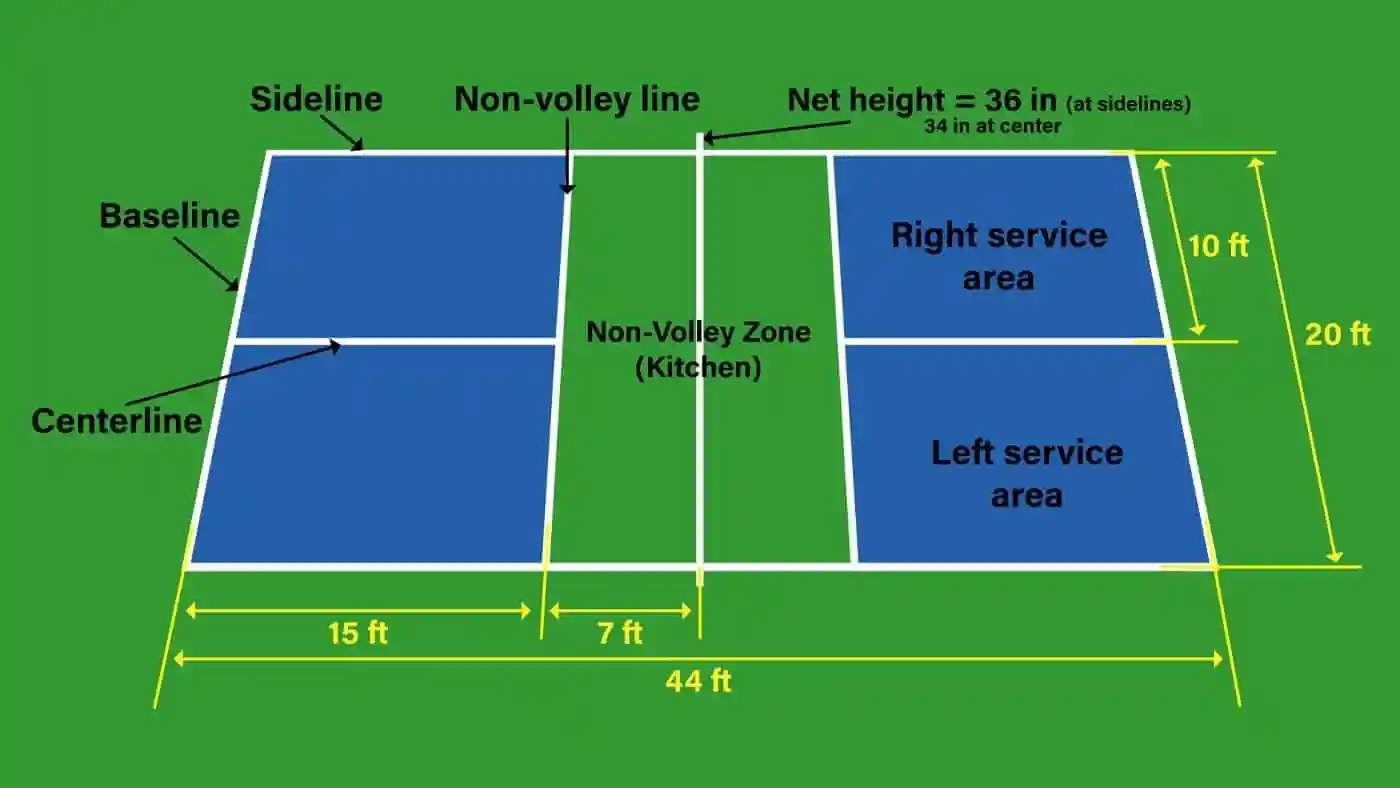 Sideline
Non-volley line
Net height = 36 in (at sidelines)
34 in at center
Baseline
Right service
area
10 ft
Non-Volley Zone
(Kitchen)
20 ft
Centerline
Left service
area
15 ft
7 ft
44 ft